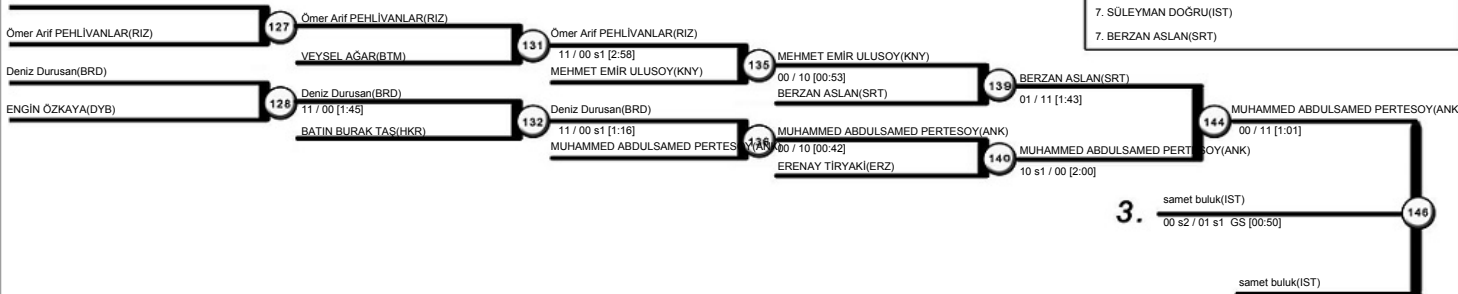 7. SÜLEYMAN DOĞRU(IST)
7. BERZAN ASLAN(SRT)
Ömer Arif PEHLİVANLAR(RIZ)
127
Ömer Arif PEHLİVANLAR(RIZ)
VEYSEL AĞAR(BTM)
131
Ömer Arif PEHLİVANLAR(RIZ)
11 / 00 s1 [2:58]
MEHMET EMİR ULUSOY(KNY)
135
MEHMET EMİR ULUSOY(KNY)
00 / 10 [00:53]
BERZAN ASLAN(SRT)
139
BERZAN ASLAN(SRT)
01 / 11 [1:43]
144
MUHAMMED ABDULSAMED PERTESOY(ANK
00 / 11 [1:01]
Deniz Durusan(BRD)
ENGİN ÖZKAYA(DYB)
128
Deniz Durusan(BRD)
11 / 00 [1:45]
BATIN BURAK TAŞ(HKR)
132
Deniz Durusan(BRD)
11 / 00 s1 [1:16]
MUHAMMED ABDULSAMED PERTESOY(ANK)
136
MUHAMMED ABDULSAMED PERTESOY(ANK)
00 / 10 [00:42]
ERENAY TİRYAKİ(ERZ)
140
MUHAMMED ABDULSAMED PERTESOY(ANK)
10 s1 / 00 [2:00]
3.
samet buluk(IST)
00 s2 / 01 s1 GS [00:50]
146
samet buluk(IST)